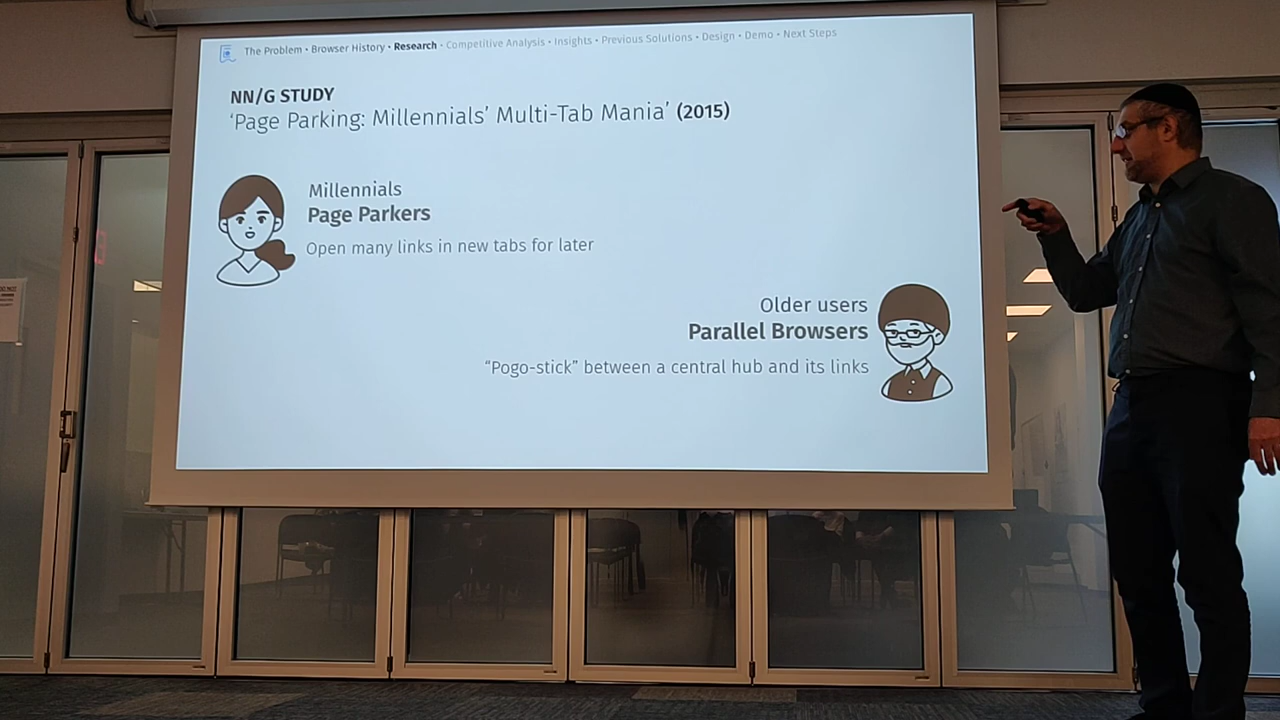 The Problem • Browser History • Research • Competitive Analysis • Insights • Previous Solutions • Design • Demo • Next Steps
NN/G STUDY
‘Page Parking: Millennials’ Multi-Tab Mania’ (2015)
Millennials
Page Parkers
Open many links in new tabs for later
Older users
Parallel Browsers
“Pogo-stick” between a central hub and its links